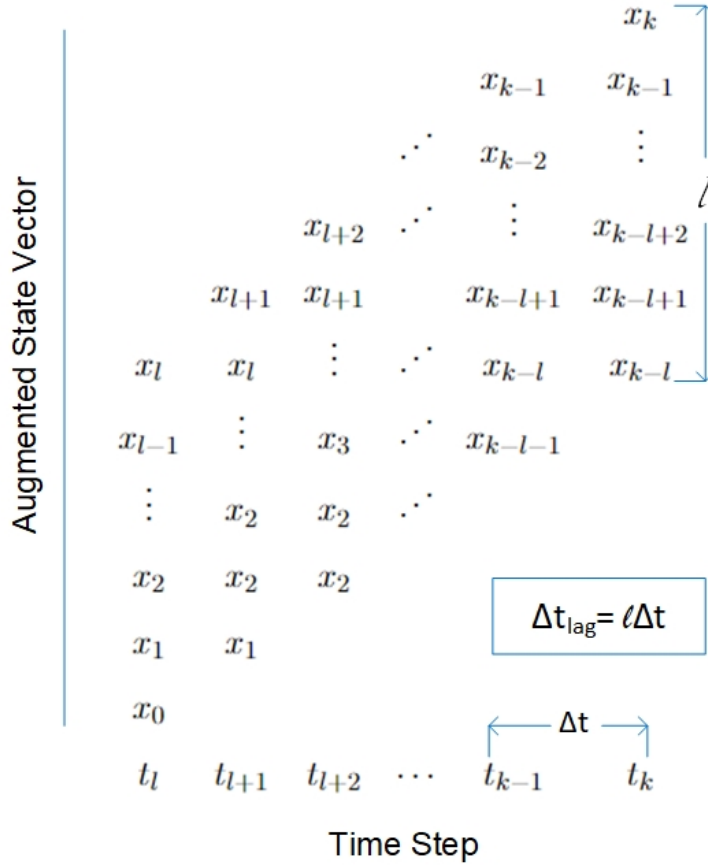 x_k
x_{k-1} x_{k-1}
⋰ x_{k-2} ⋮
l
x_{l+2} ⋰ ⋮ x_{k-l+2}
x_{l+1} x_{l+1} x_{k-l+1} x_{k-l+1}
x_l x_l ⋮ ⋰ x_{k-l} x_{k-l}
x_{l-1} ⋮ x_3 ⋰ x_{k-l-1}
⋮ x_2 x_2 ⋰
x_2 x_2 x_2
Δt_{lag}= ℓΔt
x_1 x_1
x_0
Δt
t_l t_{l+1} t_{l+2} ⋯ t_{k-1} t_k
Time Step
Augmented State Vector